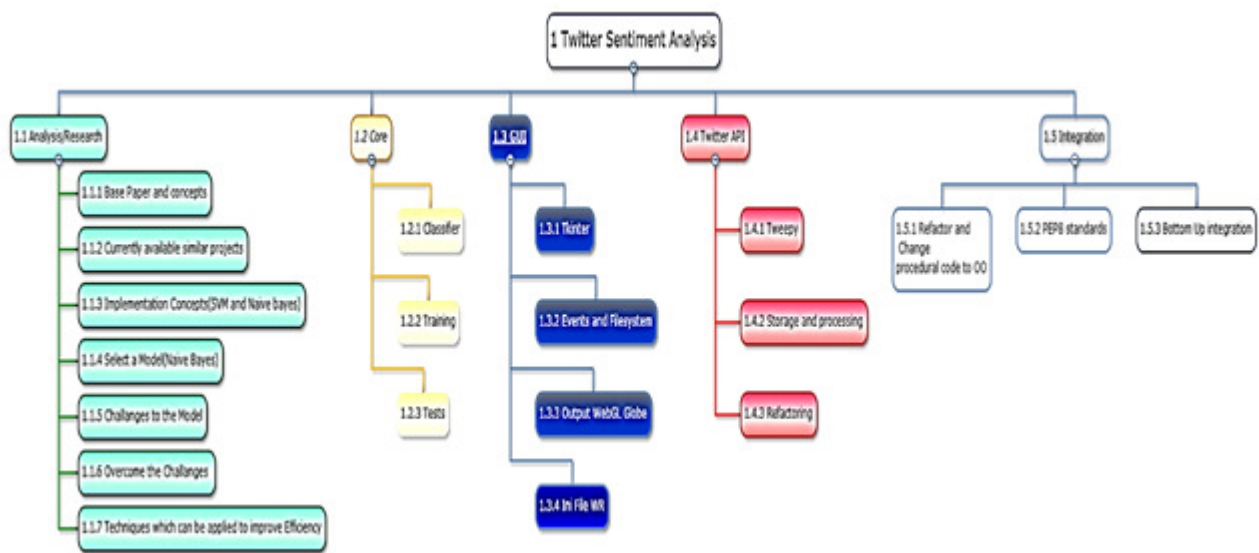 1 Twitter Sentiment Analysis
1.1 Analysis/Research
1.1.1 Base Paper and concepts
1.1.2 Currently available similar projects
1.1.3 Implementation Concepts(SVM and Naive bayes)
1.1.4 Select a Model(Naive Bayes)
1.1.5 Challanges to the Model
1.1.6 Overcome the Challanges
1.1.7 Techniques which can be applied to improve Efficiency
1.2 Core
1.2.1 Classifier
1.2.2 Training
1.2.3 Tests
1.3 GUI
1.3.1 Tkinter
1.3.2 Events and Filesystem
1.3.3 Output WebGL Globe
1.3.4 Ini File WR
1.4 Twitter API
1.4.1 Tweepy
1.4.2 Storage and processing
1.4.3 Refactoring
1.5 Integration
1.5.1 Refactor and
Change
procedural code to OO
1.5.2 PEP8 standards
1.5.3 Bottom Up integration